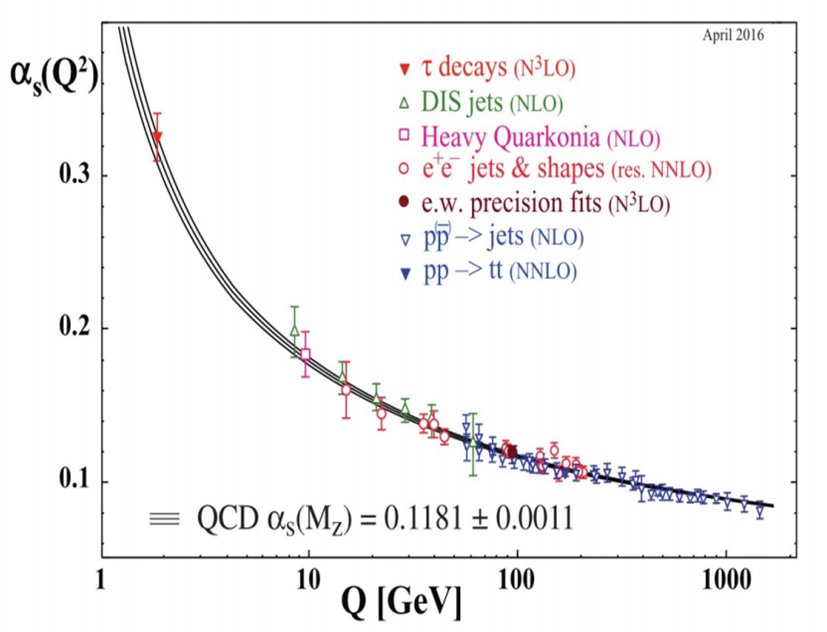 April 2016
αs(Q²)
τ decays (N³LO)
DIS jets (NLO)
Heavy Quarkonia (NLO)
e⁺e⁻ jets & shapes (res. NNLO)
e.w. precision fits (N³LO)
pp̅⁽⁾ –> jets (NLO)
pp –> tt (NNLO)
0.3
0.2
0.1
QCD αs(Mz) = 0.1181 ± 0.0011
1 10 100 1000
Q [GeV]